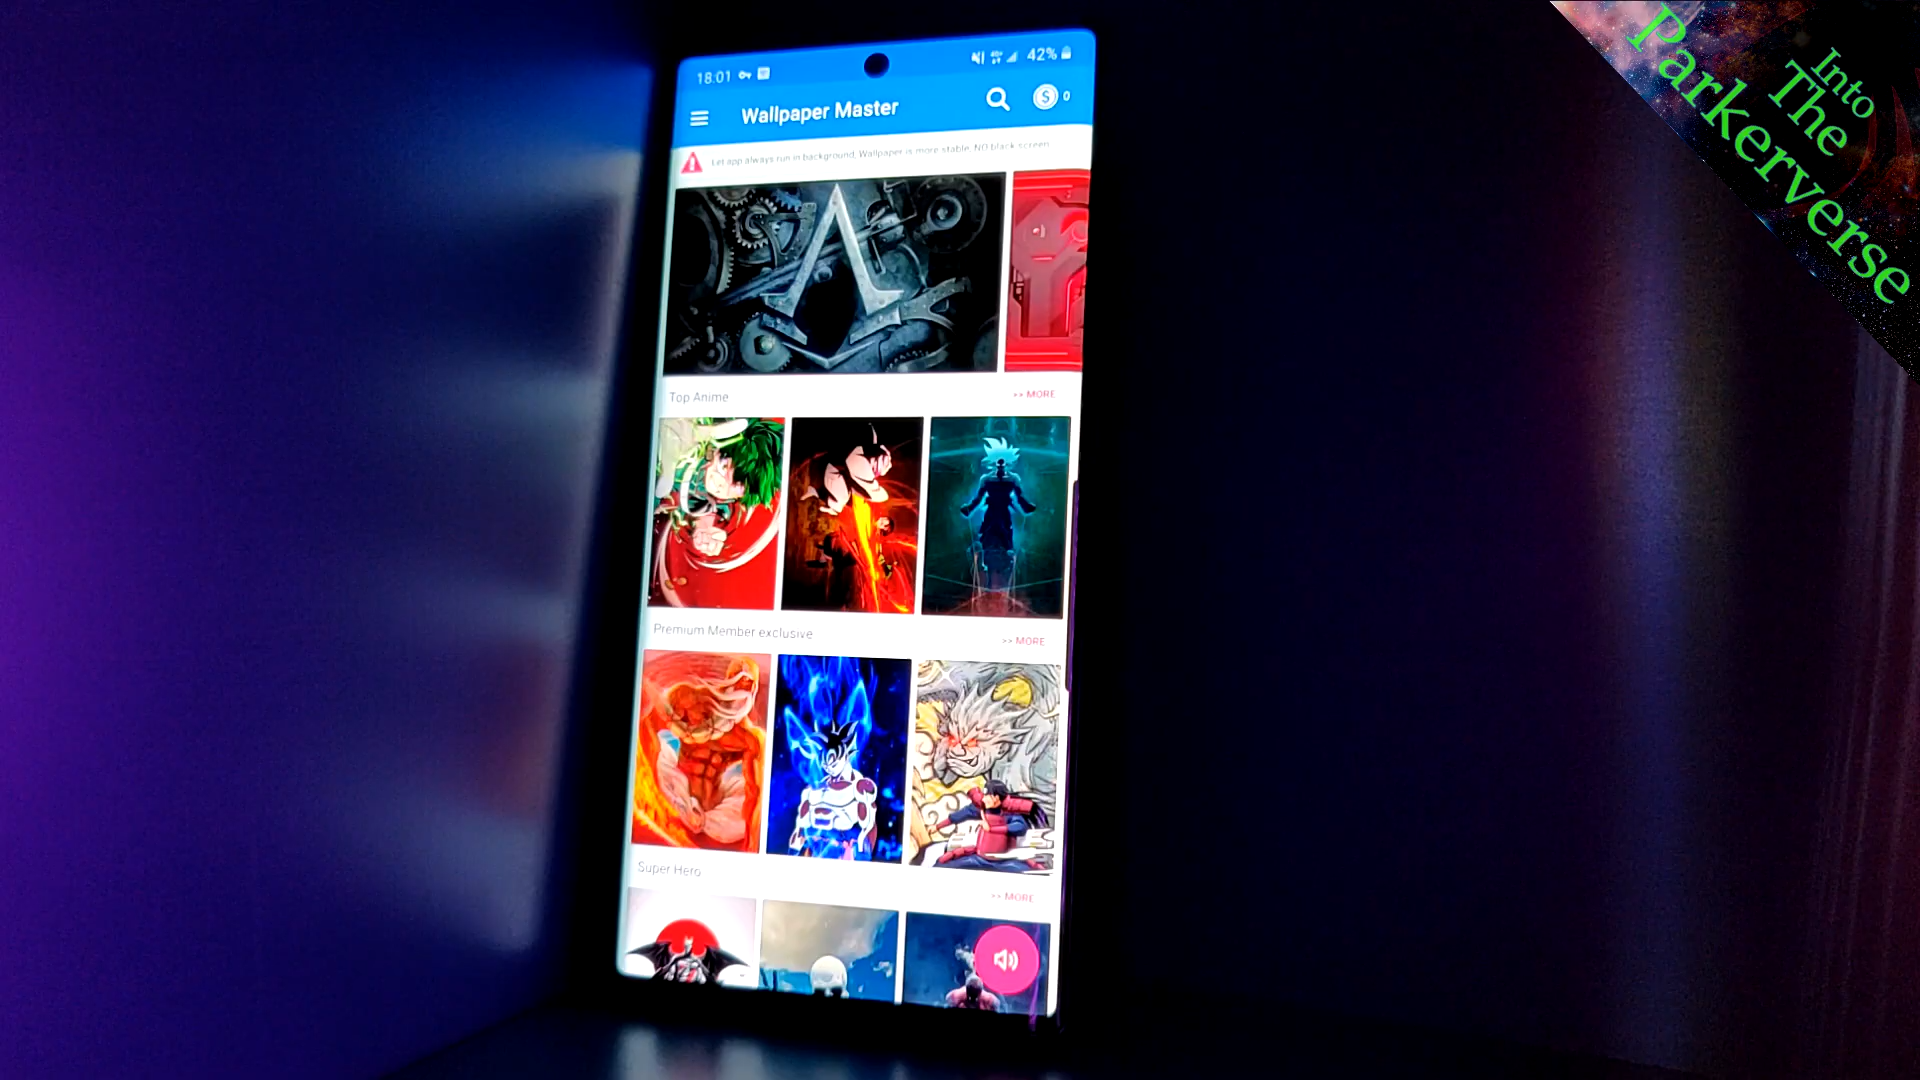 18:01
42%
Wallpaper Master
0
Let app always run in background, Wallpaper is more stable, NO black screen
Top Anime
>> MORE
Premium Member exclusive
>> MORE
Super Hero
>> MORE
Into
The
Parkerverse